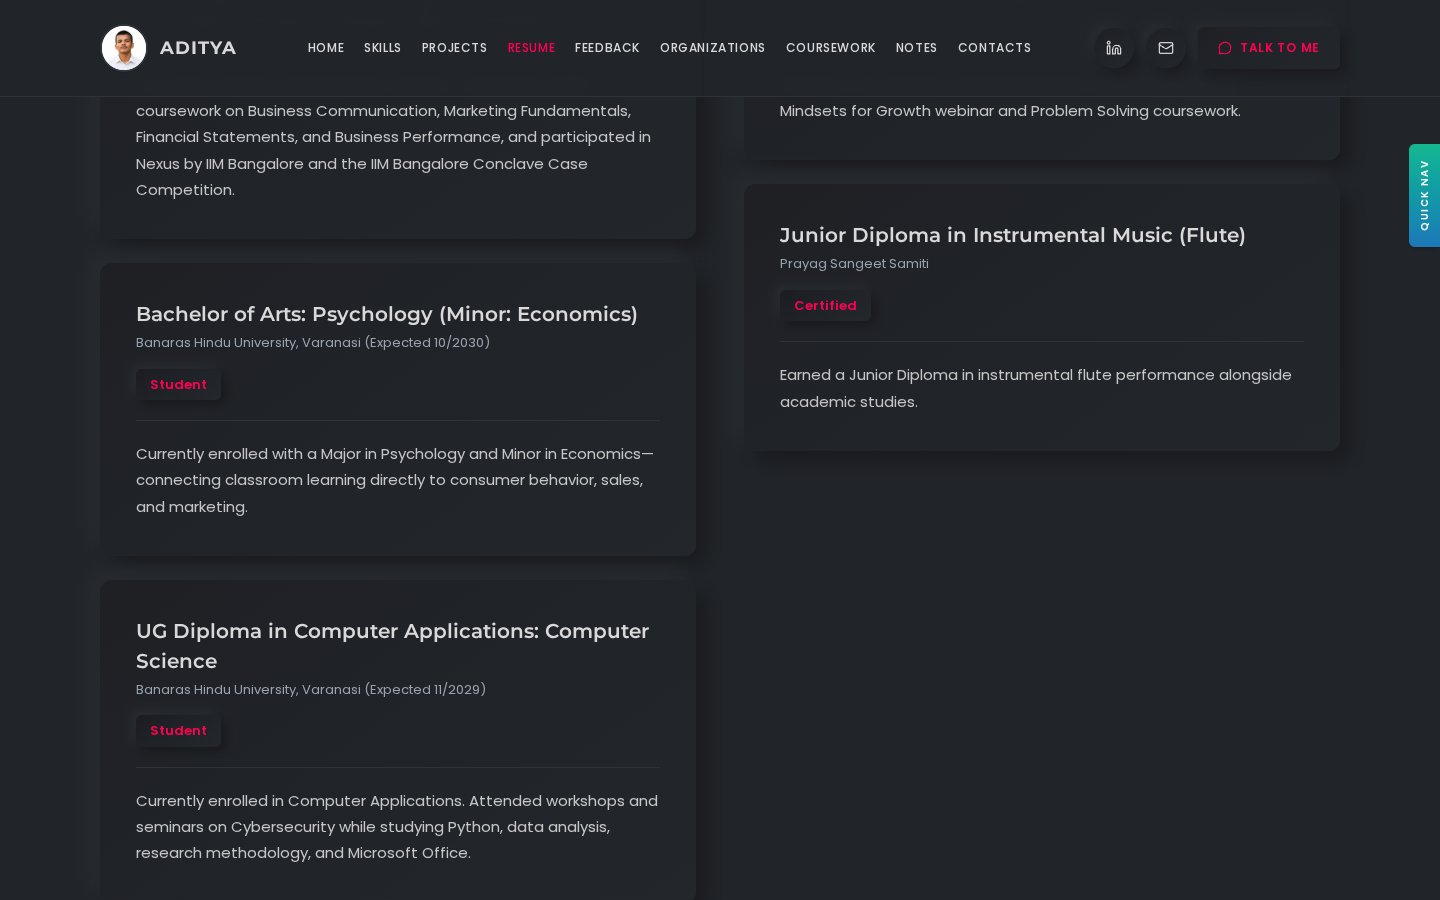 ADITYA
HOME SKILLS PROJECTS RESUME FEEDBACK ORGANIZATIONS COURSEWORK NOTES CONTACTS
TALK TO ME
coursework on Business Communication, Marketing Fundamentals,
Financial Statements, and Business Performance, and participated in
Nexus by IIM Bangalore and the IIM Bangalore Conclave Case
Competition.
Bachelor of Arts: Psychology (Minor: Economics)
Banaras Hindu University, Varanasi (Expected 10/2030)
Student
Currently enrolled with a Major in Psychology and Minor in Economics—
connecting classroom learning directly to consumer behavior, sales,
and marketing.
UG Diploma in Computer Applications: Computer
Science
Banaras Hindu University, Varanasi (Expected 11/2029)
Student
Currently enrolled in Computer Applications. Attended workshops and
seminars on Cybersecurity while studying Python, data analysis,
research methodology, and Microsoft Office.
Mindsets for Growth webinar and Problem Solving coursework.
Junior Diploma in Instrumental Music (Flute)
Prayag Sangeet Samiti
Certified
Earned a Junior Diploma in instrumental flute performance alongside
academic studies.
QUICK NAV